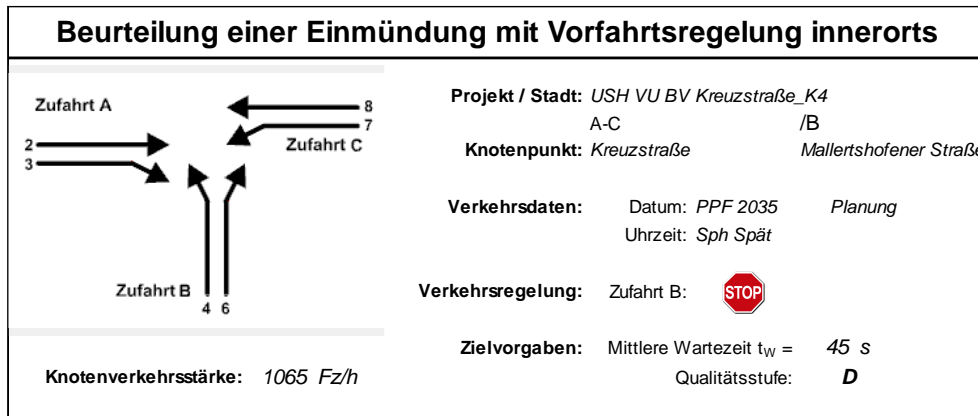 Beurteilung einer Einmündung mit Vorfahrtsregelung innerorts
Zufahrt A
8
7
Zufahrt C
2
3
Zufahrt B
4 6
Knotenverkehrsstärke: 1065 Fz/h
Projekt / Stadt: USH VU BV Kreuzstraße_K4
A-C /B
Knotenpunkt: Kreuzstraße Mallertshofener Straße
Verkehrsdaten: Datum: PPF 2035 Planung
Uhrzeit: Sph Spät
Verkehrsregelung: Zufahrt B: STOP
Zielvorgaben: Mittlere Wartezeit tW = 45 s
Qualitätsstufe: D